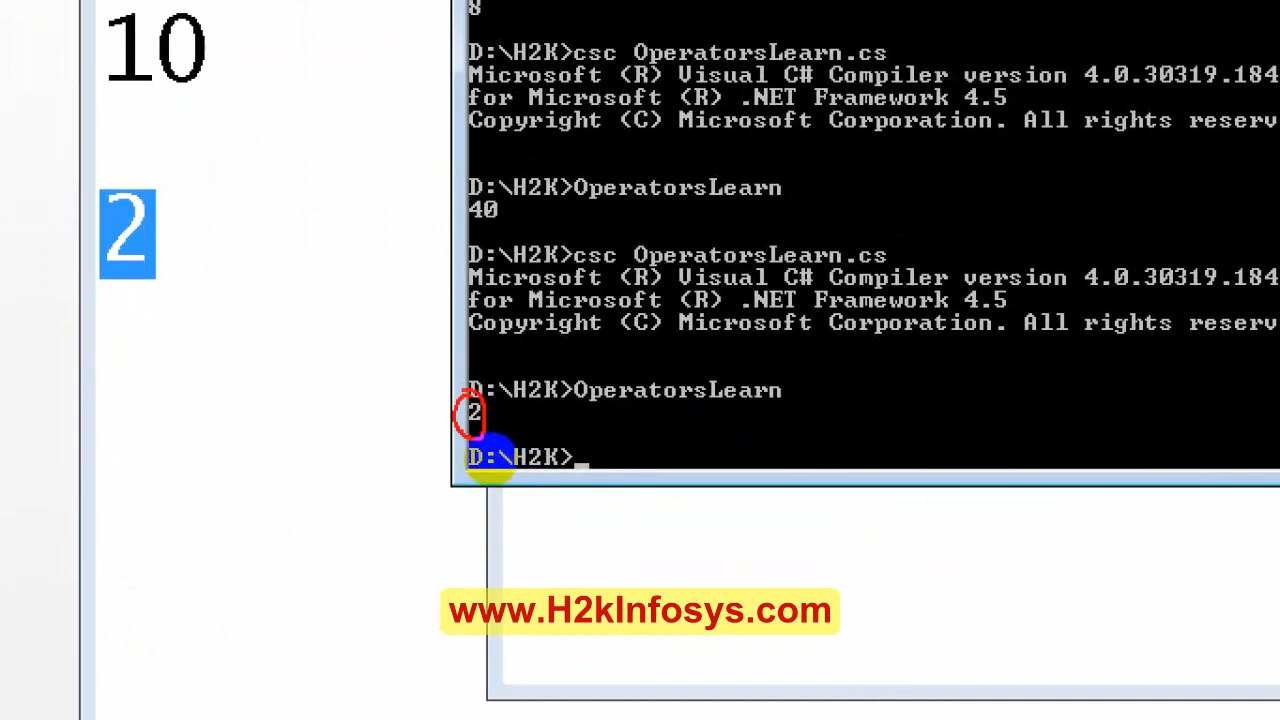 10
2
8
D:\H2K>csc OperatorsLearn.cs
Microsoft (R) Visual C# Compiler version 4.0.30319.184
for Microsoft (R) .NET Framework 4.5
Copyright (C) Microsoft Corporation. All rights reserv
D:\H2K>OperatorsLearn
40
D:\H2K>csc OperatorsLearn.cs
Microsoft (R) Visual C# Compiler version 4.0.30319.184
for Microsoft (R) .NET Framework 4.5
Copyright (C) Microsoft Corporation. All rights reserv
D:\H2K>OperatorsLearn
2
D:\H2K>_
www.H2kInfosys.com